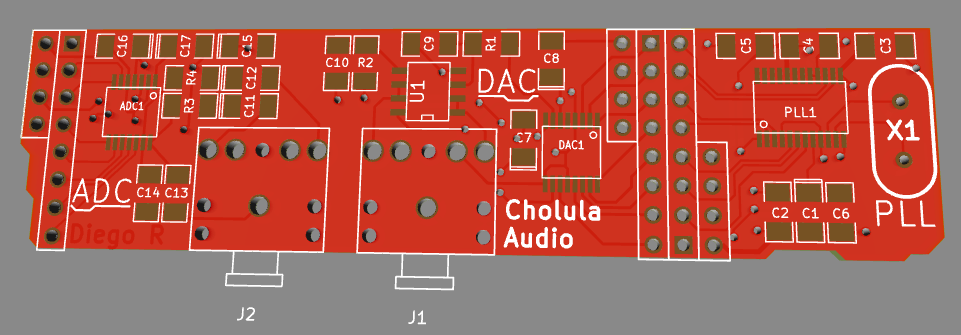 C16
C17
C15
C9
R1
C8
C5
C4
C3
R4
C12
C10
R2
U1
DAC
ADC1
R3
C11
PLL1
X1
C7
DAC1
ADC
C14
C13
Cholula
Audio
C2
C1
C6
PLL
Diego R
J2
J1